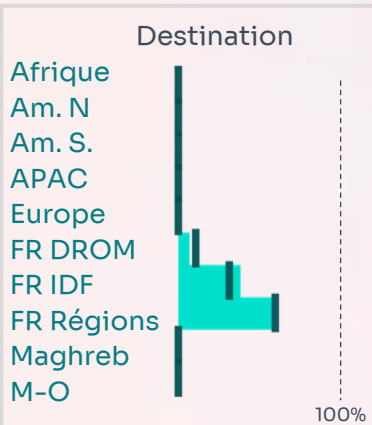 Destination
Afrique
Am. N
Am. S.
APAC
Europe
FR DROM
FR IDF
FR Régions
Maghreb
M-O
100%